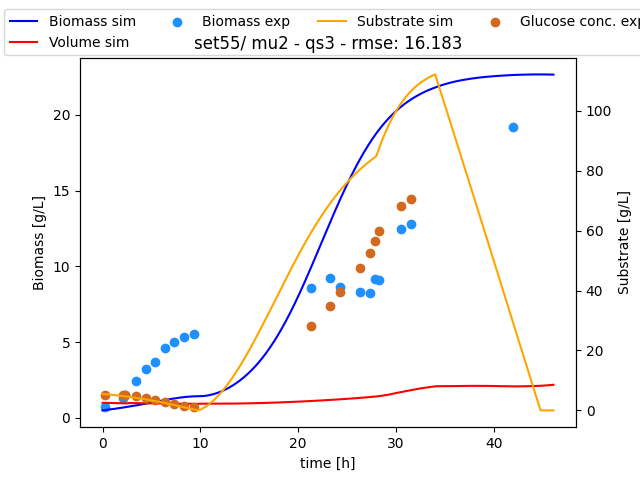 Biomass sim Biomass exp Substrate sim Glucose conc. exp
Volume sim
set55/ mu2 - qs3 - rmse: 16.183
Biomass [g/L]
20
15
10
5
0
0 10 20 30 40
time [h]
100
80
60
40
20
0
Substrate [g/L]